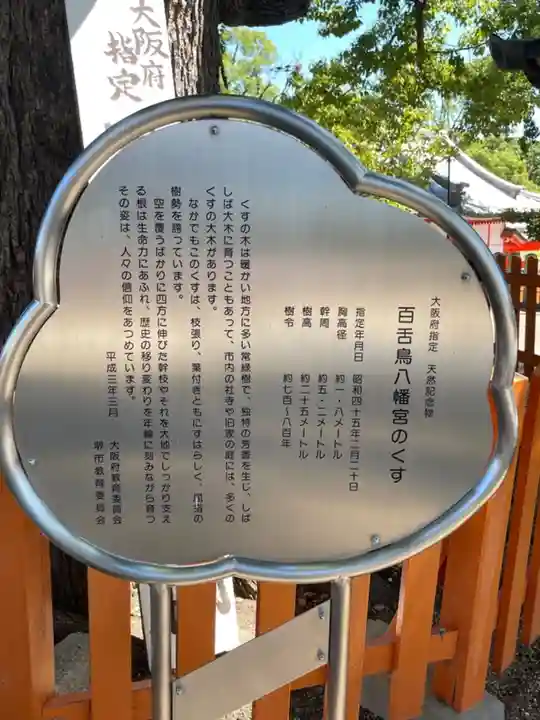 大阪府
指定
大阪府指定 天然記念物
百舌鳥八幡宮のくす
指定年月日 昭和四十五年二月二十日
胸高径 約一・八メートル
幹周 約五・二メートル
樹高 約二十五メートル
樹令 約七百~八百年
くすの木は暖かい地方に多い常緑樹で、独特の芳香を生じ、しば
しば大木に育つこともあって、市内の社寺や旧家の庭には、多くの
くすの大木があります。
なかでもこのくすは、枝張り、葉付きともにすばらしく、府下の
樹勢を誇っています。
空を覆うばかりに四方に伸びた幹枝やそれを大地でしっかり支え
る根は生命力にあふれ、歴史の移り変わりを年輪に刻みながら育つ
その姿は、人々の信仰をあつめています。
平成三年三月
大阪府教育委員会
堺市教育委員会